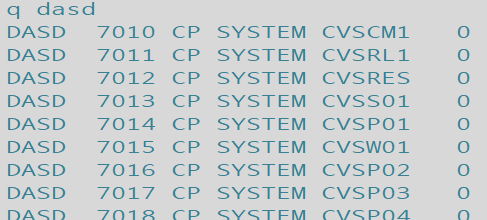 q dasd
DASD 7010 CP SYSTEM CVSCM1 0
DASD 7011 CP SYSTEM CVSRL1 0
DASD 7012 CP SYSTEM CVSRES 0
DASD 7013 CP SYSTEM CVSS01 0
DASD 7014 CP SYSTEM CVSP01 0
DASD 7015 CP SYSTEM CVSW01 0
DASD 7016 CP SYSTEM CVSP02 0
DASD 7017 CP SYSTEM CVSP03 0
DASD 7018 CP SYSTEM CVSP04 0